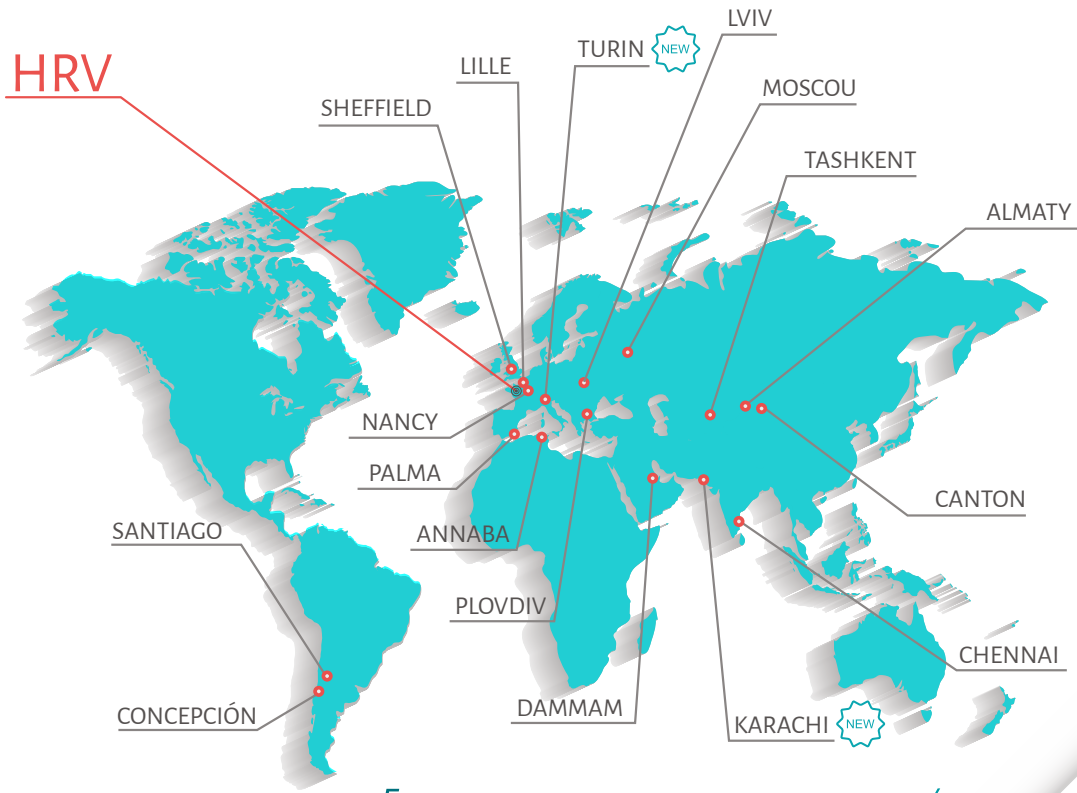 LVIV
TURIN NEW
HRV
LILLE
MOSCOU
SHEFFIELD
TASHKENT
ALMATY
NANCY
PALMA
CANTON
SANTIAGO
ANNABA
PLOVDIV
CHENNAI
DAMMAM
CONCEPCIÓN
KARACHI NEW